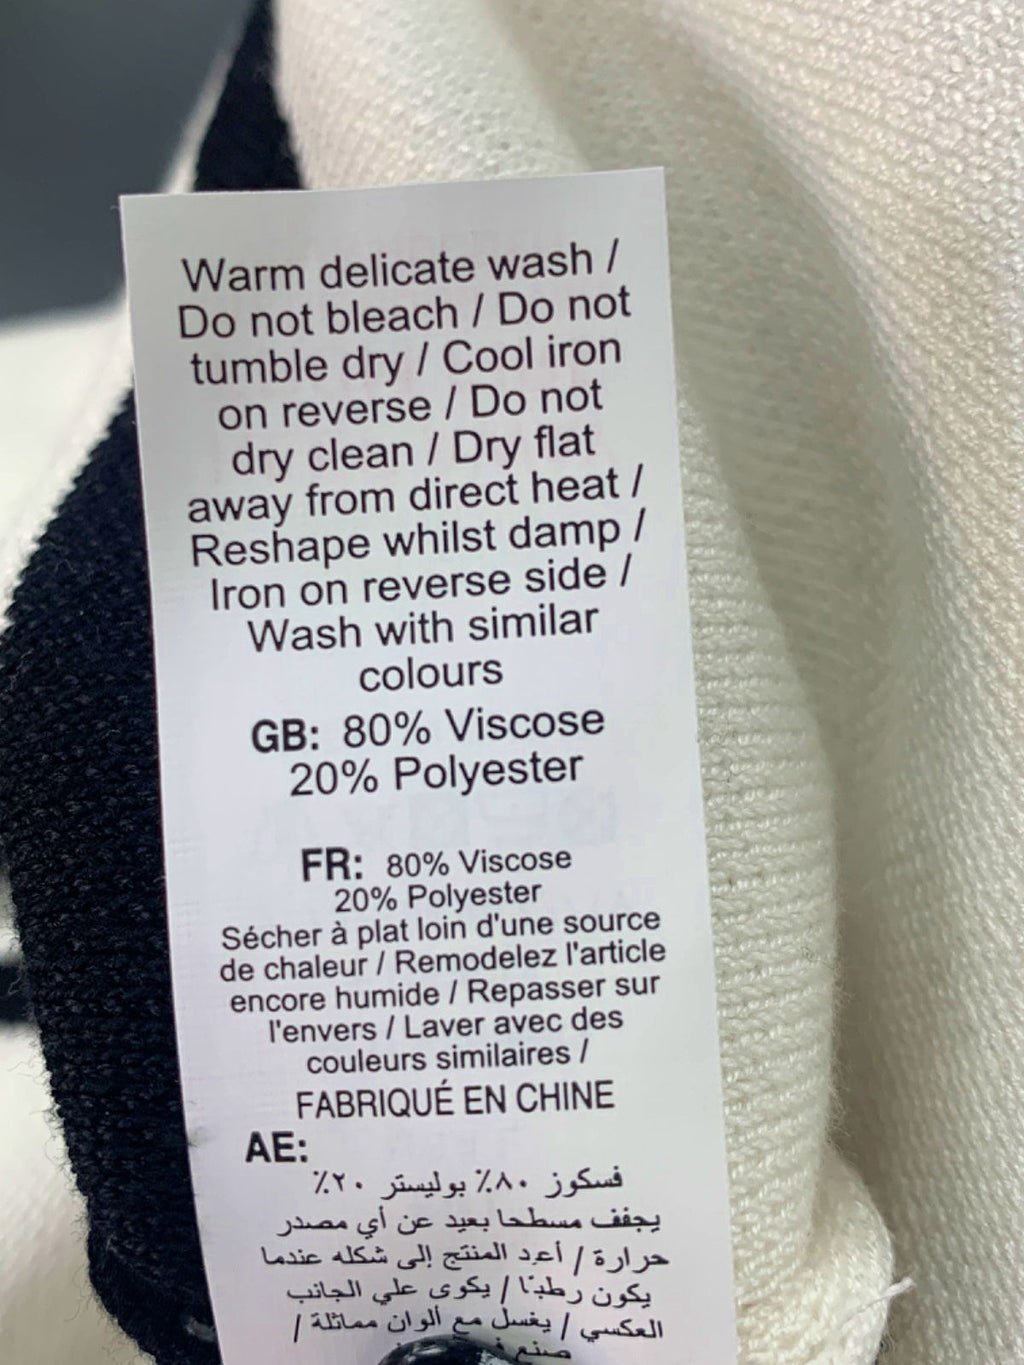 Warm delicate wash /
Do not bleach / Do not
tumble dry / Cool iron
on reverse / Do not
dry clean / Dry flat
away from direct heat /
Reshape whilst damp /
Iron on reverse side /
Wash with similar
colours
GB: 80% Viscose
20% Polyester
FR: 80% Viscose
20% Polyester
Sécher à plat loin d'une source
de chaleur / Remodelez l'article
encore humide / Repasser sur
l'envers / Laver avec des
couleurs similaires /
FABRIQUÉ EN CHINE
AE:
فسكوز ٨٠٪ بوليستر ٢٠٪
يجفف مسطحا بعيد عن أي مصدر
حرارة / أعد المنتج إلى شكله عندما
يكون رطبًا / يكوى علي الجانب
العكسي / يغسل مع ألوان مماثلة /
صنع